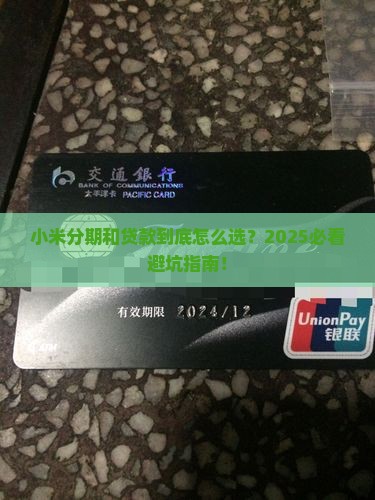 交通銀行
BANK OF COMMUNICATIONS
太平洋卡 PACIFIC CARD
小米分期和贷款到底怎么选？2025必看
避坑指南！
有效期限 2024/12
ATM
UnionPay
银联